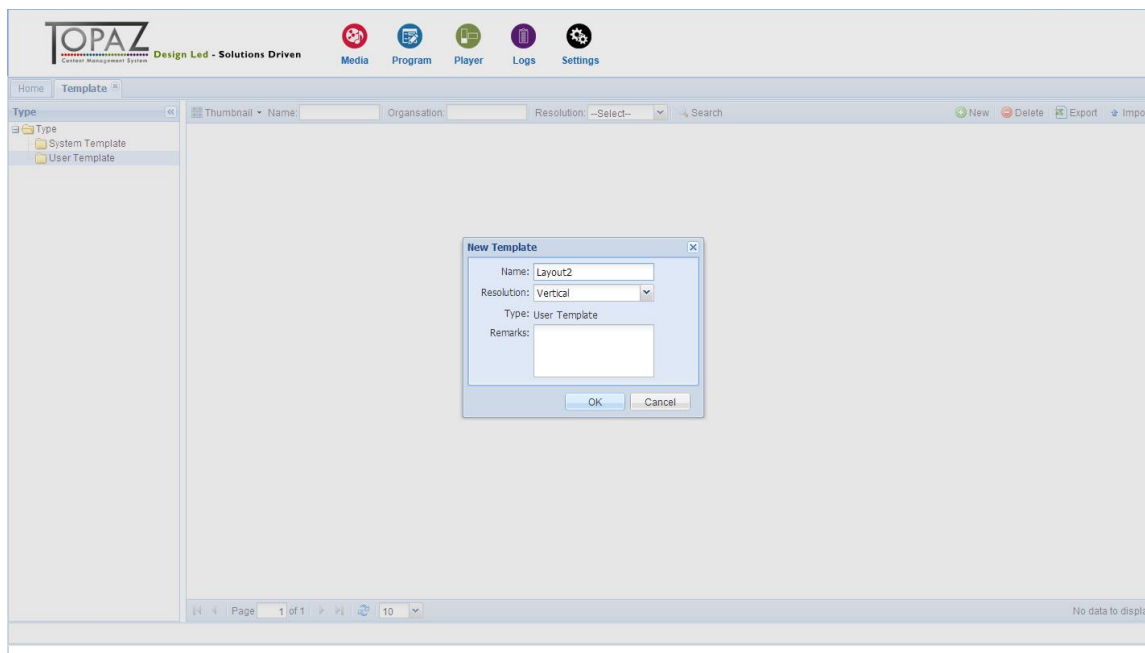 TOPAZ
Content Management System
Design Led - Solutions Driven
Media
Program
Player
Logs
Settings
Home
Template
Type
Thumbnail
Name:
Organsation:
Resolution: --Select--
Search
New
Delete
Export
Impo
Type
System Template
User Template
New Template
Name: Layout2
Resolution: Vertical
Type: User Template
Remarks:
OK
Cancel
Page 1 of 1
10
No data to displa